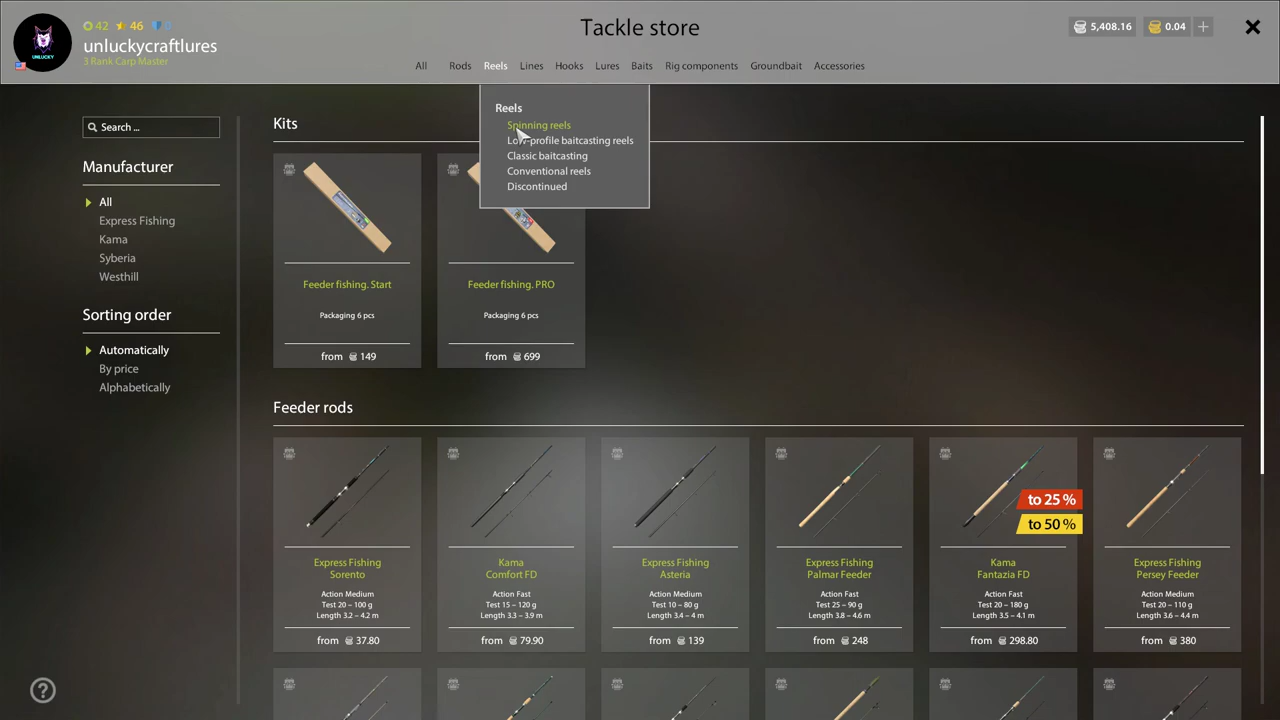 42 46 0
unluckycraftlures
3 Rank Carp Master
UNLUCKY
Tackle store
5,408.16 0.04 +
All Rods Reels Lines Hooks Lures Baits Rig components Groundbait Accessories
Reels
Spinning reels
Low-profile baitcasting reels
Classic baitcasting
Conventional reels
Discontinued
Search ...
Manufacturer
All
Express Fishing
Kama
Syberia
Westhill
Sorting order
Automatically
By price
Alphabetically
Kits
Feeder fishing. Start
Packaging 6 pcs
from 149
Feeder fishing. PRO
Packaging 6 pcs
from 699
Feeder rods
Express Fishing
Sorento
Action Medium
Test 20 – 100 g
Length 3.2 – 4.2 m
from 37.80
Kama
Comfort FD
Action Fast
Test 15 – 120 g
Length 3.3 – 3.9 m
from 79.90
Express Fishing
Asteria
Action Medium
Test 10 – 80 g
Length 3.4 – 4 m
from 139
Express Fishing
Palmar Feeder
Action Fast
Test 25 – 90 g
Length 3.8 – 4.6 m
from 248
to 25 %
to 50 %
Kama
Fantazia FD
Action Fast
Test 20 – 180 g
Length 3.5 – 4.1 m
from 298.80
Express Fishing
Persey Feeder
Action Medium
Test 20 – 110 g
Length 3.6 – 4.4 m
from 380
?